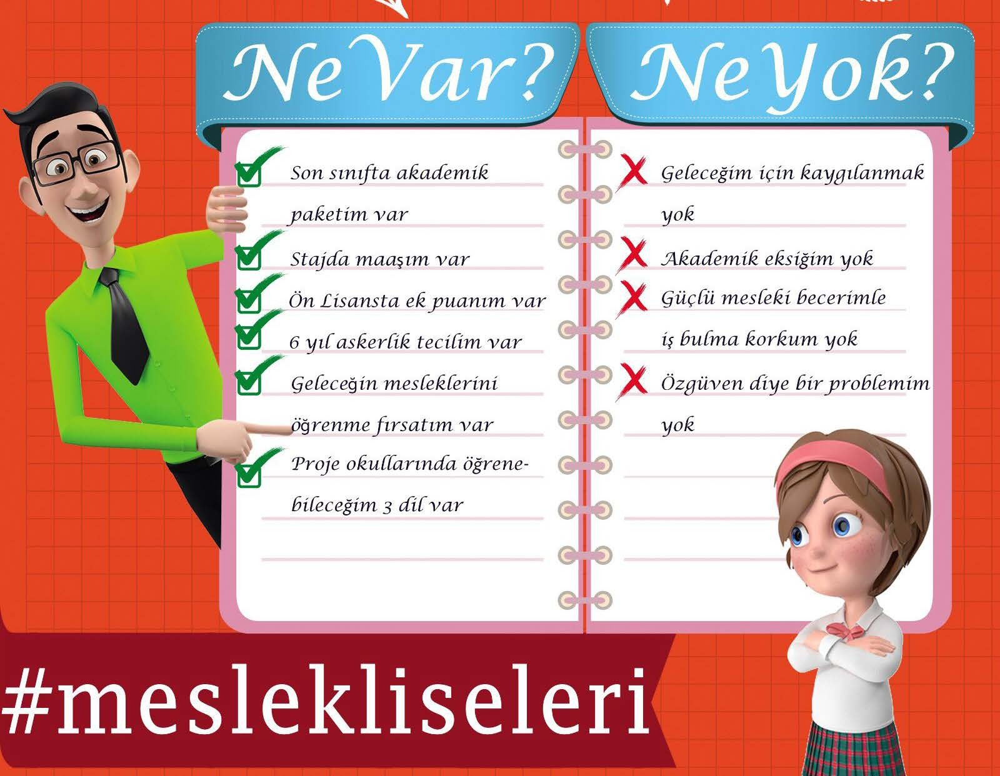 Ne Var?
Son sınıfta akademik
paketim var
Stajda maaşım var
Ön Lisansta ek puanım var
6 yıl askerlik tecilim var
Geleceğin mesleklerini
öğrenme fırsatım var
Proje okullarında öğrene-
bileceğim 3 dil var
Ne Yok?
Geleceğim için kaygılanmak
yok
Akademik eksiğim yok
Güçlü mesleki becerimle
iş bulma korkum yok
Özgüven diye bir problemim
yok
#meslekliseleri